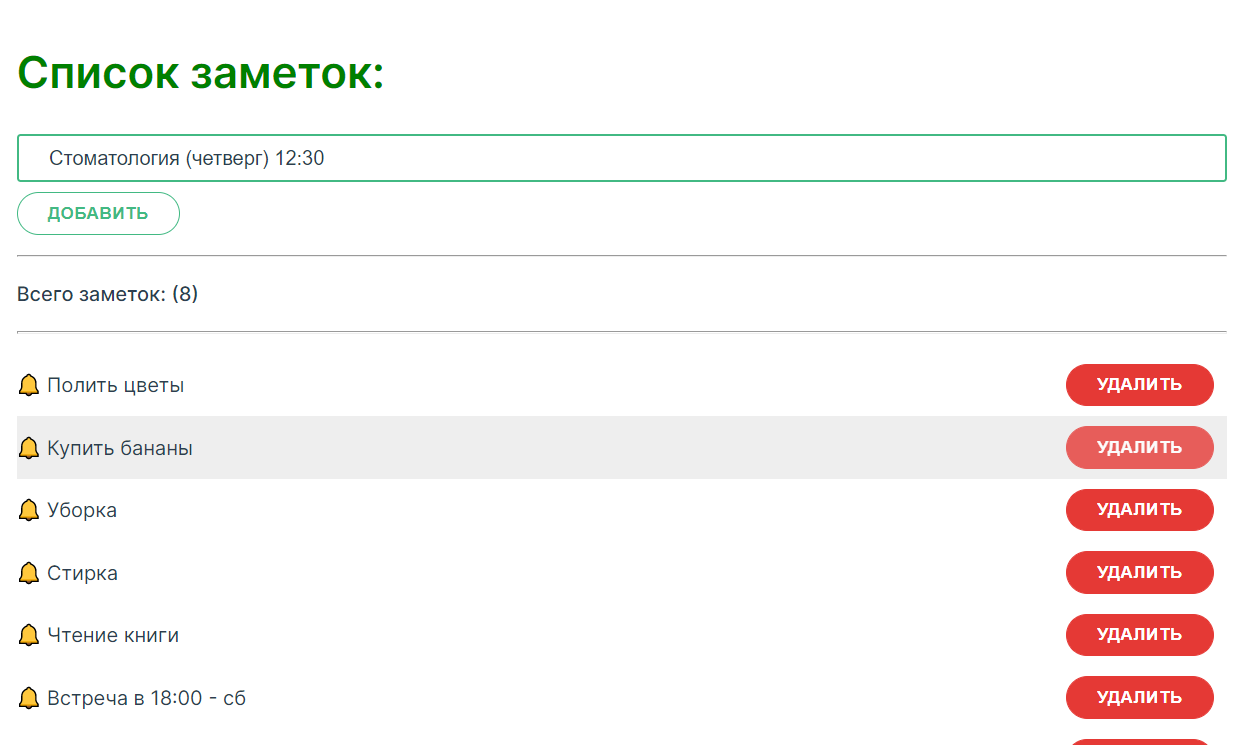 Список заметок:
Стоматология (четверг) 12:30
ДОБАВИТЬ
Всего заметок: (8)
Полить цветы УДАЛИТЬ
Купить бананы УДАЛИТЬ
Уборка УДАЛИТЬ
Стирка УДАЛИТЬ
Чтение книги УДАЛИТЬ
Встреча в 18:00 - сб УДАЛИТЬ